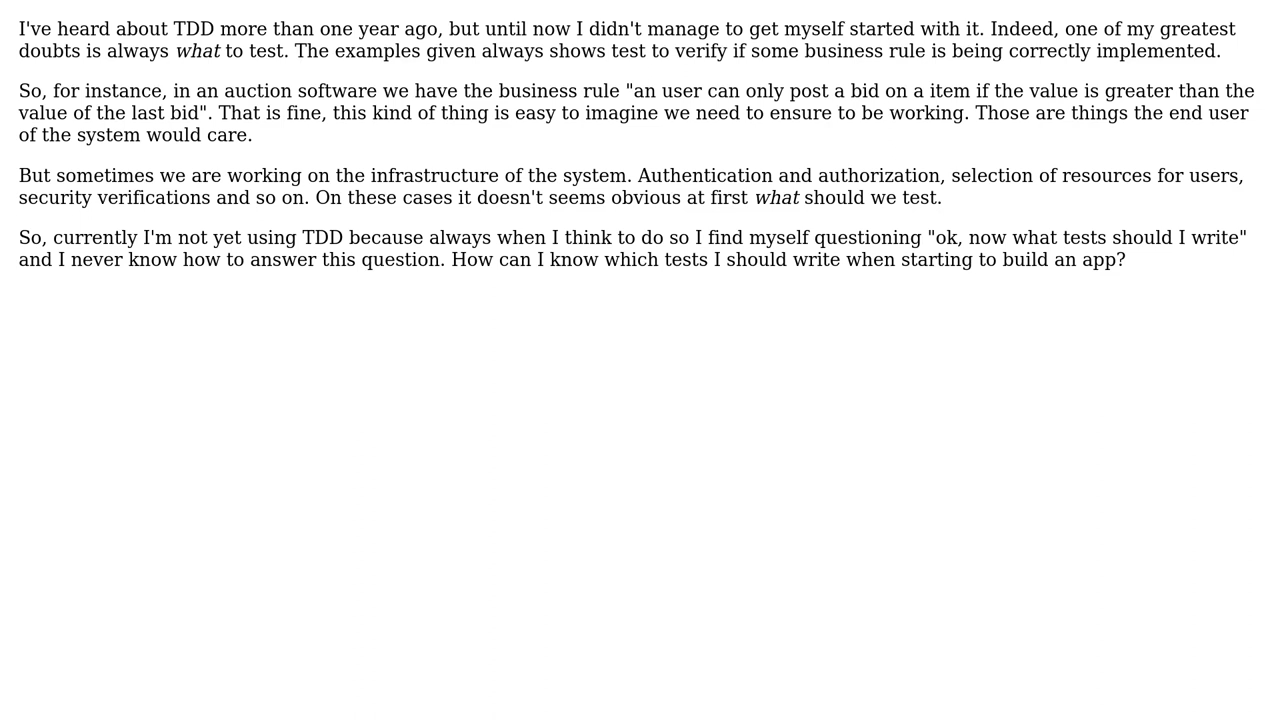 I've heard about TDD more than one year ago, but until now I didn't manage to get myself started with it. Indeed, one of my greatest
doubts is always what to test. The examples given always shows test to verify if some business rule is being correctly implemented.
So, for instance, in an auction software we have the business rule "an user can only post a bid on a item if the value is greater than the
value of the last bid". That is fine, this kind of thing is easy to imagine we need to ensure to be working. Those are things the end user
of the system would care.
But sometimes we are working on the infrastructure of the system. Authentication and authorization, selection of resources for users,
security verifications and so on. On these cases it doesn't seems obvious at first what should we test.
So, currently I'm not yet using TDD because always when I think to do so I find myself questioning "ok, now what tests should I write"
and I never know how to answer this question. How can I know which tests I should write when starting to build an app?